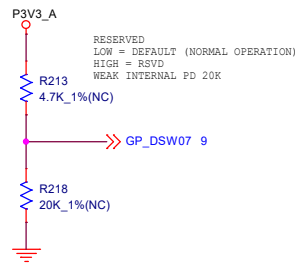 P3V3_A
RESERVED
LOW = DEFAULT (NORMAL OPERATION)
HIGH = RSVD
WEAK INTERNAL PD 20K
R213
4.7K_1%(NC)
GP_DSW07 9
R218
20K_1%(NC)